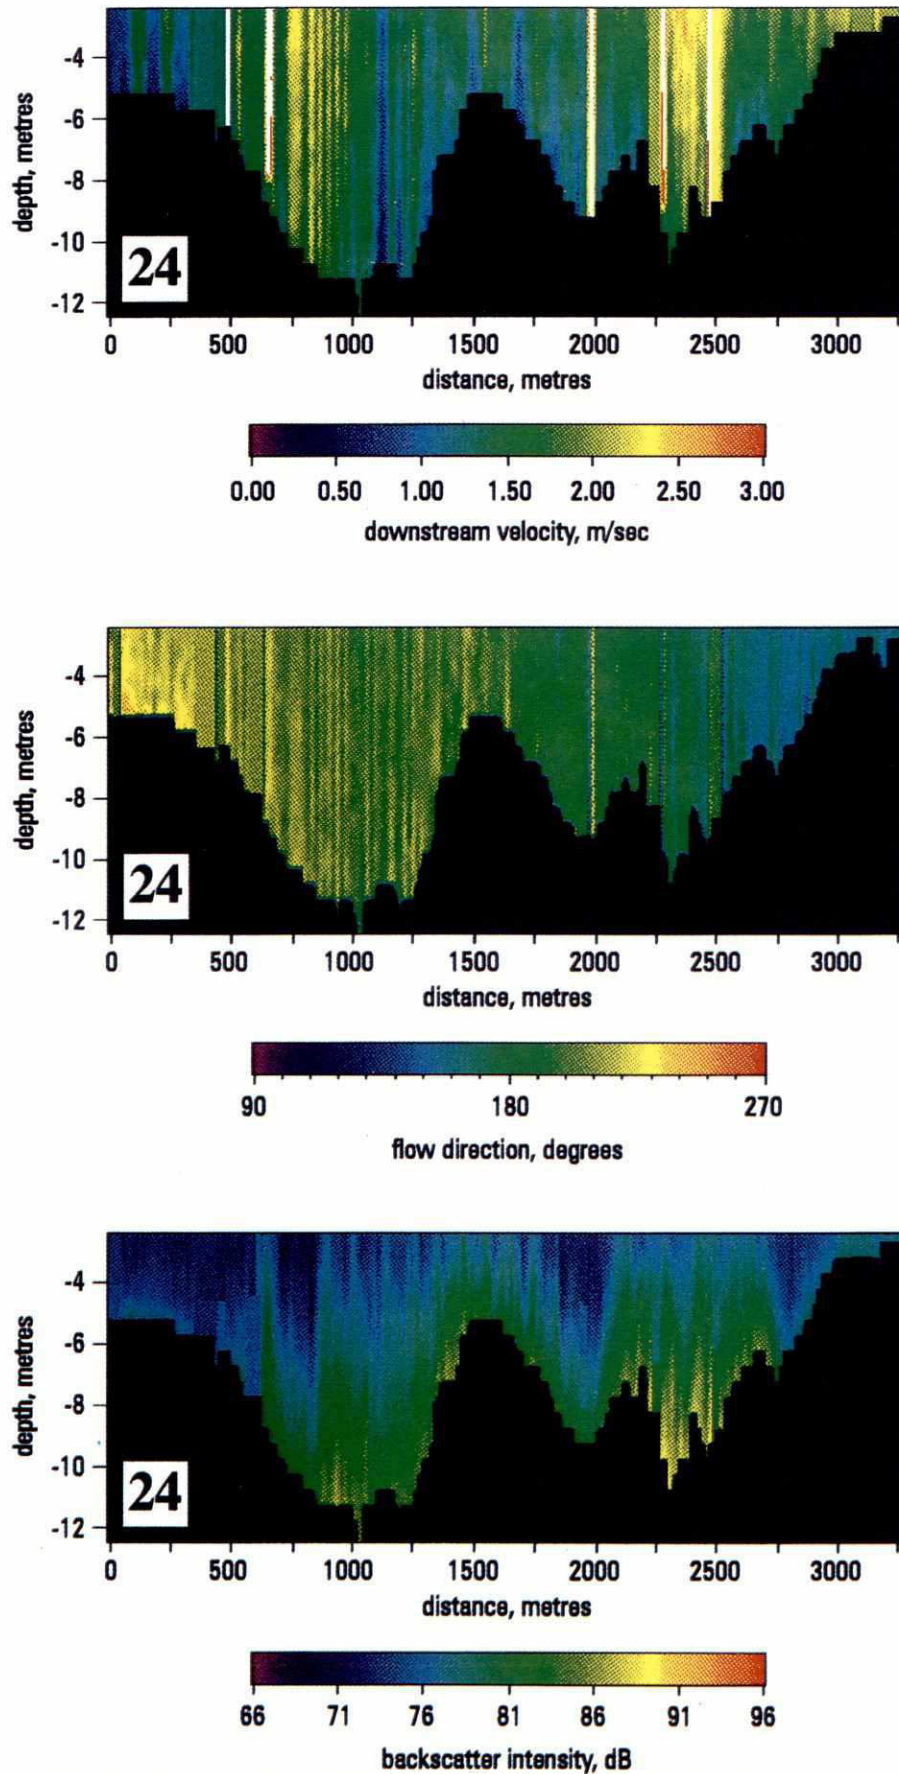 depth, metres
-4
-6
-8
-10
-12
24
0 500 1000 1500 2000 2500 3000
distance, metres
0.00 0.50 1.00 1.50 2.00 2.50 3.00
downstream velocity, m/sec
depth, metres
-4
-6
-8
-10
-12
24
0 500 1000 1500 2000 2500 3000
distance, metres
90 180 270
flow direction, degrees
depth, metres
-4
-6
-8
-10
-12
24
0 500 1000 1500 2000 2500 3000
distance, metres
66 71 76 81 86 91 96
backscatter intensity, dB